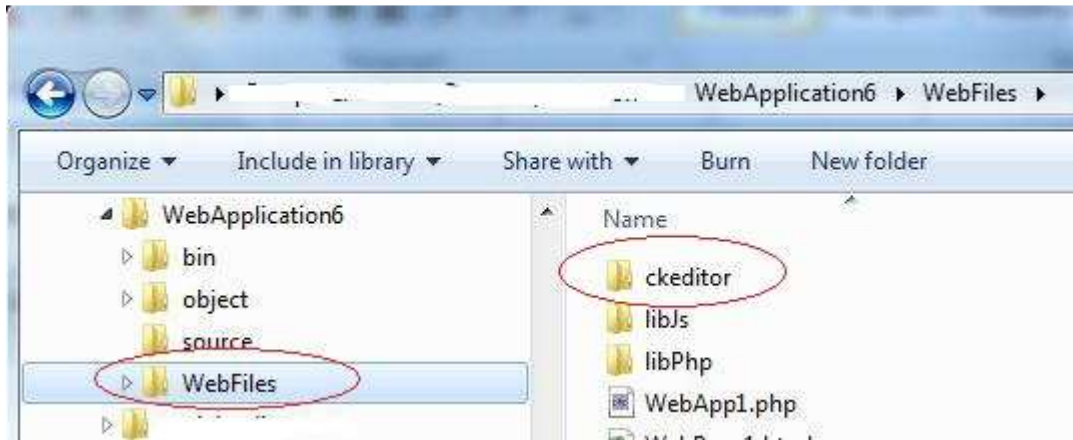 WebApplication6 WebFiles
Organize Include in library Share with Burn New folder
WebApplication6
bin
object
source
WebFiles
Name
ckeditor
libJs
libPhp
WebApp1.php